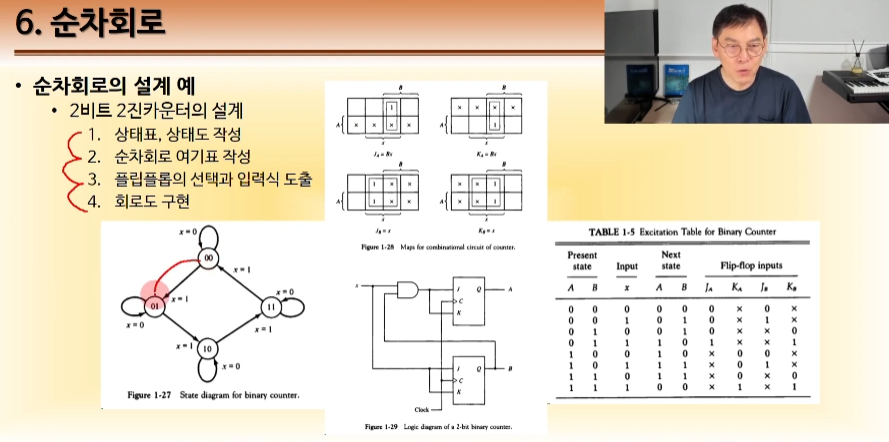 6. 순차회로
• 순차회로의 설계 예
• 2비트 2진카운터의 설계
1. 상태표, 상태도 작성
2. 순차회로 여기표 작성
3. 플립플롭의 선택과 입력식 도출
4. 회로도 구현
x=0
00
x=1
01
x=1
x=0
11
x=0
x=1
x=1
10
x=0
Figure 1-27 State diagram for binary counter.
B B
1 × × × ×
A × × × × A 1
x x
J_A = Bx K_A = Bx
B B
1 × × × × 1
A 1 × × A × × 1
x x
J_B = x K_B = x
Figure 1-28 Maps for combinational circuit of counter.
x
J Q A
C
K
J Q B
C
K
Clock
Figure 1-29 Logic diagram of a 2-bit binary counter.
TABLE 1-5 Excitation Table for Binary Counter
Present state Input Next state Flip-flop inputs
A B x A B J_A K_A J_B K_B
0 0 0 0 0 0 × 0 ×
0 0 1 0 1 0 × 1 ×
0 1 0 0 1 0 × × 0
0 1 1 1 0 1 × × 1
1 0 0 1 0 × 0 0 ×
1 0 1 1 1 × 0 1 ×
1 1 0 1 1 × 0 × 0
1 1 1 0 0 × 1 × 1